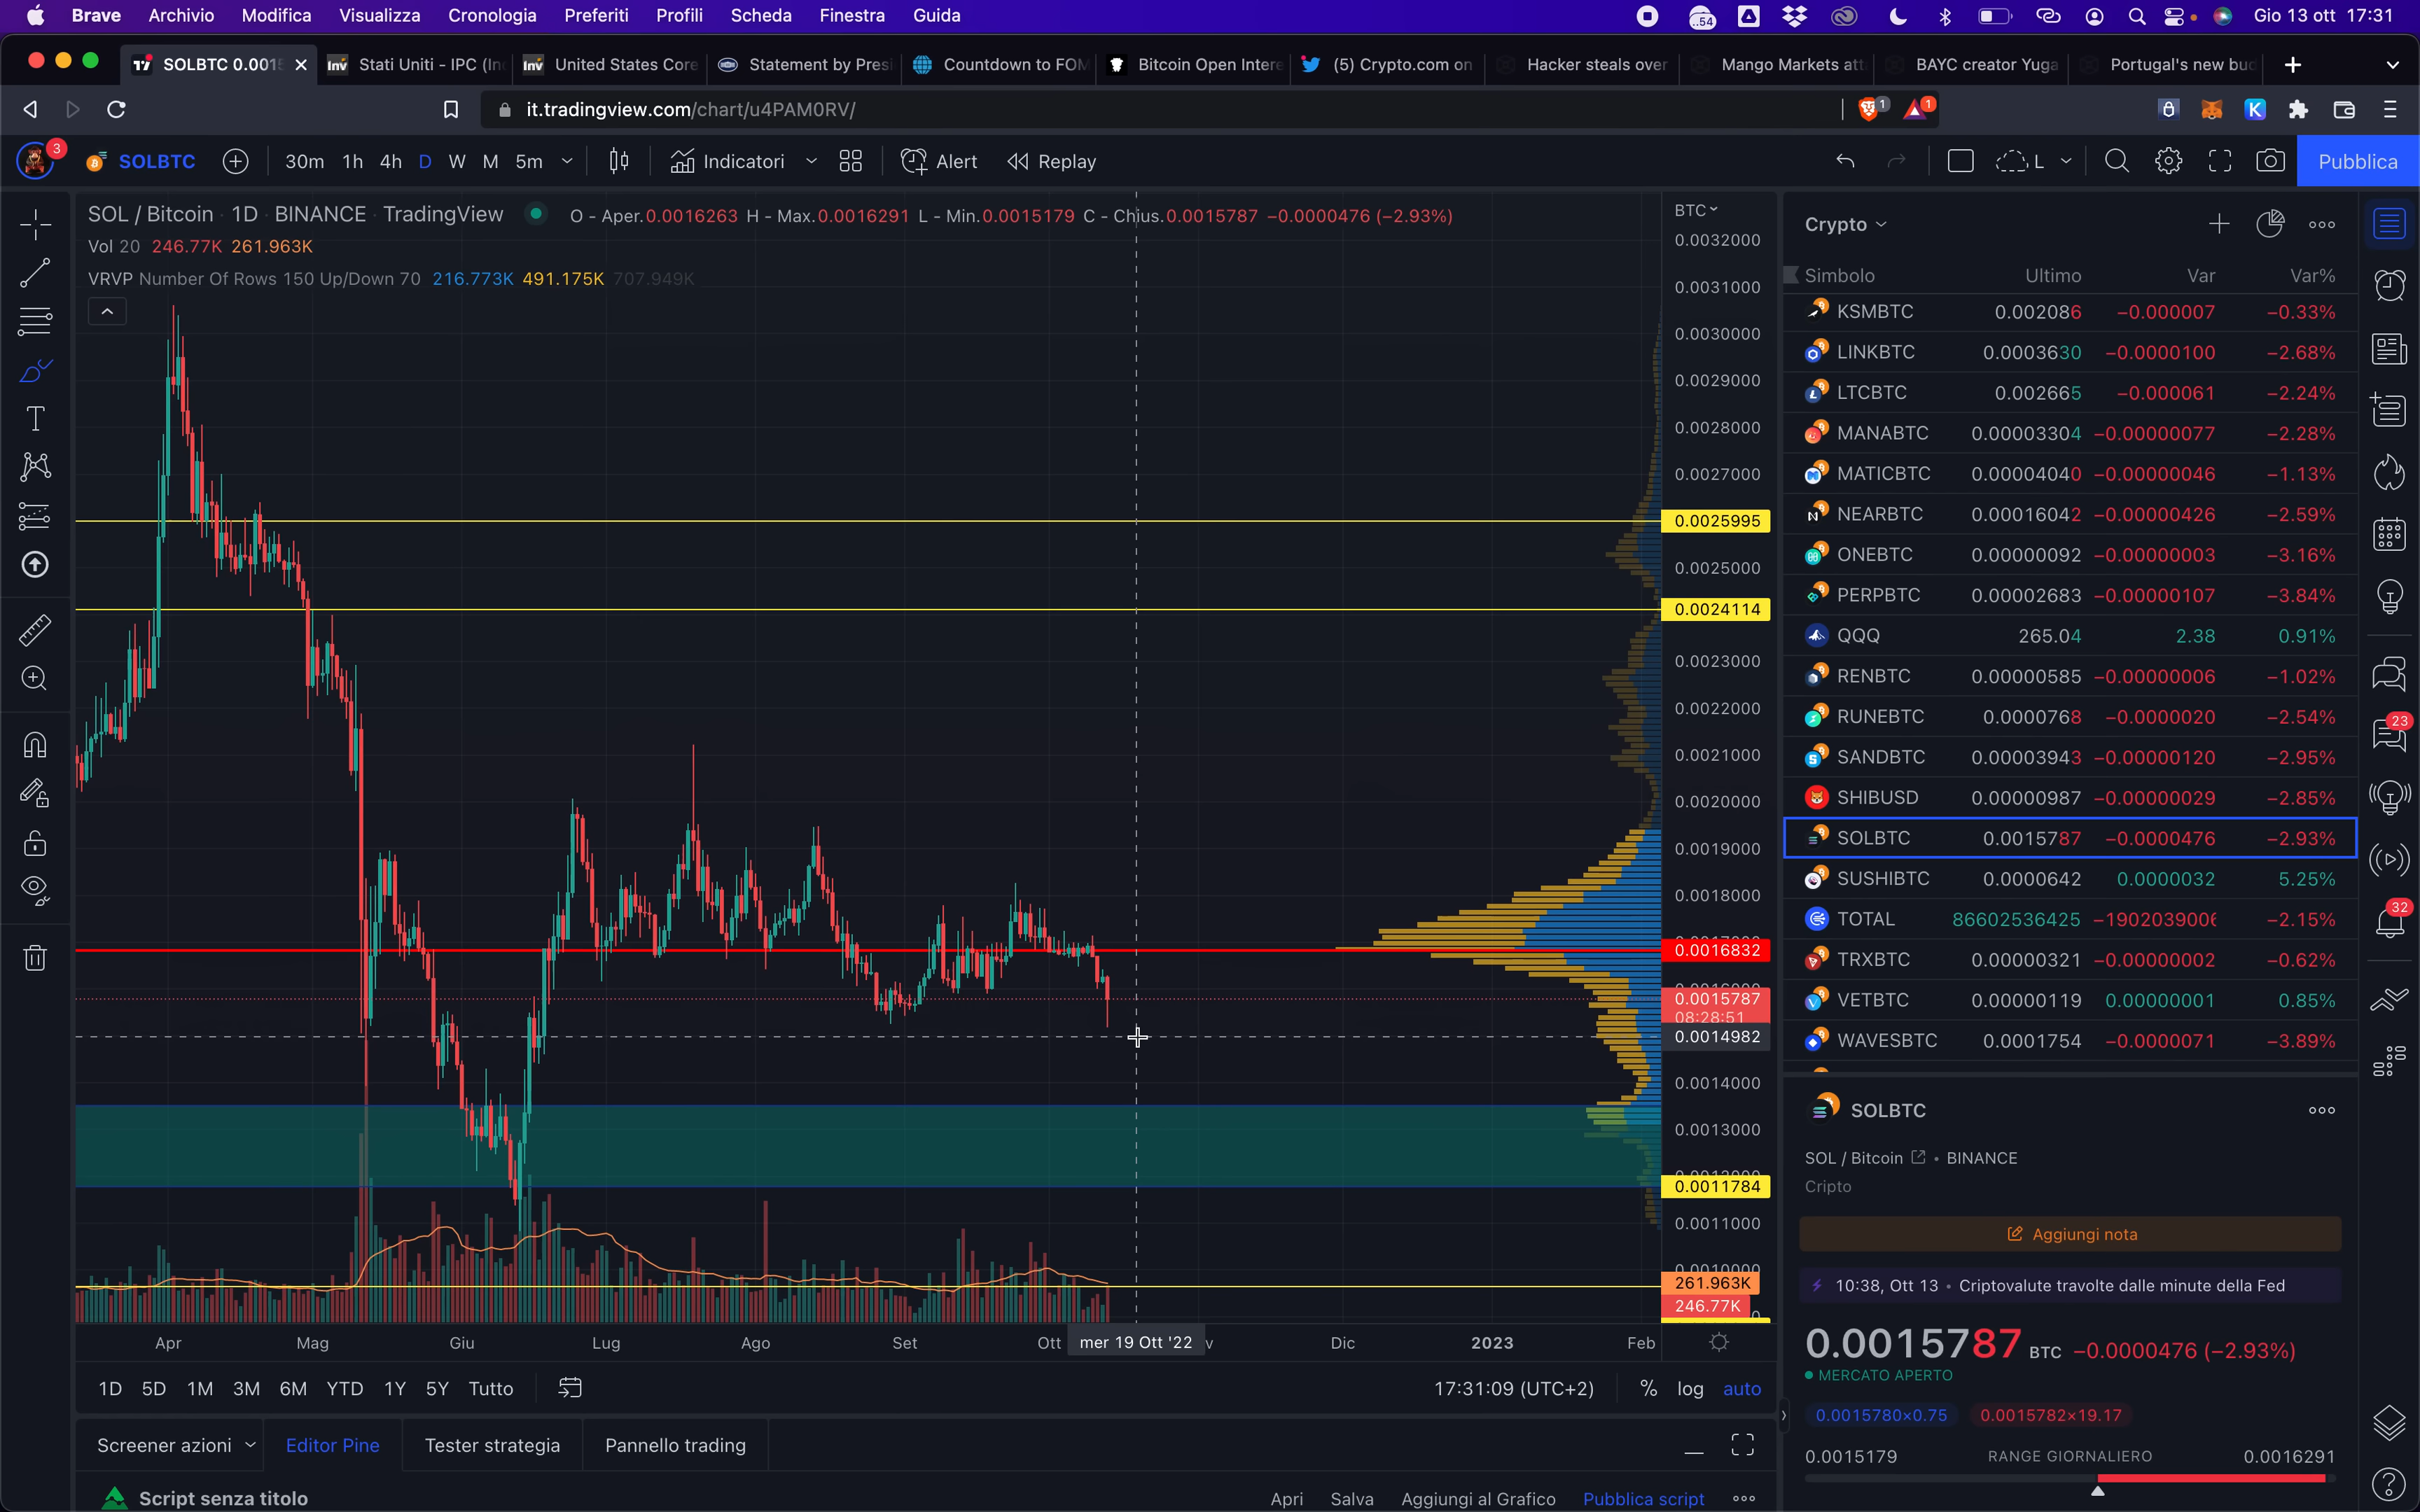 Brave Archivio Modifica Visualizza Cronologia Preferiti Profili Scheda Finestra Guida ..54 Gio 13 ott 17:31
SOLBTC 0.0015 Stati Uniti - IPC (In United States Core Statement by Pres Countdown to FOM Bitcoin Open Intere (5) Crypto.com on Hacker steals over Mango Markets att BAYC creator Yuga Portugal's new bud
it.tradingview.com/chart/u4PAM0RV/ 1 1
3 SOLBTC 30m 1h 4h D W M 5m Indicatori Alert Replay L Pubblica
SOL / Bitcoin · 1D · BINANCE · TradingView O - Aper.0.0016263 H - Max.0.0016291 L - Min.0.0015179 C - Chius.0.0015787 −0.0000476 (−2.93%)
Vol 20 246.77K 261.963K
VRVP Number Of Rows 150 Up/Down 70 216.773K 491.175K 707.949K
BTC
0.0032000
0.0031000
0.0030000
0.0029000
0.0028000
0.0027000
0.0025995
0.0025000
0.0024114
0.0023000
0.0022000
0.0021000
0.0020000
0.0019000
0.0018000
0.0016832
0.0015787
08:28:51
0.0014982
0.0014000
0.0013000
0.0011784
0.0011000
261.963K
246.77K
Apr Mag Giu Lug Ago Set Ott mer 19 Ott '22 v Dic 2023 Feb
1D 5D 1M 3M 6M YTD 1Y 5Y Tutto 17:31:09 (UTC+2) % log auto
Screener azioni Editor Pine Tester strategia Pannello trading
Script senza titolo Apri Salva Aggiungi al Grafico Pubblica script
Crypto
Simbolo Ultimo Var Var%
KSMBTC 0.002086 −0.000007 −0.33%
LINKBTC 0.0003630 −0.0000100 −2.68%
LTCBTC 0.002665 −0.000061 −2.24%
MANABTC 0.00003304 −0.00000077 −2.28%
MATICBTC 0.00004040 −0.00000046 −1.13%
NEARBTC 0.00016042 −0.00000426 −2.59%
ONEBTC 0.00000092 −0.00000003 −3.16%
PERPBTC 0.00002683 −0.00000107 −3.84%
QQQ 265.04 2.38 0.91%
RENBTC 0.00000585 −0.00000006 −1.02%
RUNEBTC 0.0000768 −0.0000020 −2.54%
SANDBTC 0.00003943 −0.00000120 −2.95%
SHIBUSD 0.00000987 −0.00000029 −2.85%
SOLBTC 0.0015787 −0.0000476 −2.93%
SUSHIBTC 0.0000642 0.0000032 5.25%
TOTAL 86602536425 −1902039006 −2.15%
TRXBTC 0.00000321 −0.00000002 −0.62%
VETBTC 0.00000119 0.00000001 0.85%
WAVESBTC 0.0001754 −0.0000071 −3.89%
SOLBTC
SOL / Bitcoin • BINANCE
Cripto
Aggiungi nota
10:38, Ott 13 • Criptovalute travolte dalle minute della Fed
0.0015787 BTC −0.0000476 (−2.93%)
MERCATO APERTO
0.0015780×0.75 0.0015782×19.17
0.0015179 RANGE GIORNALIERO 0.0016291
23
32